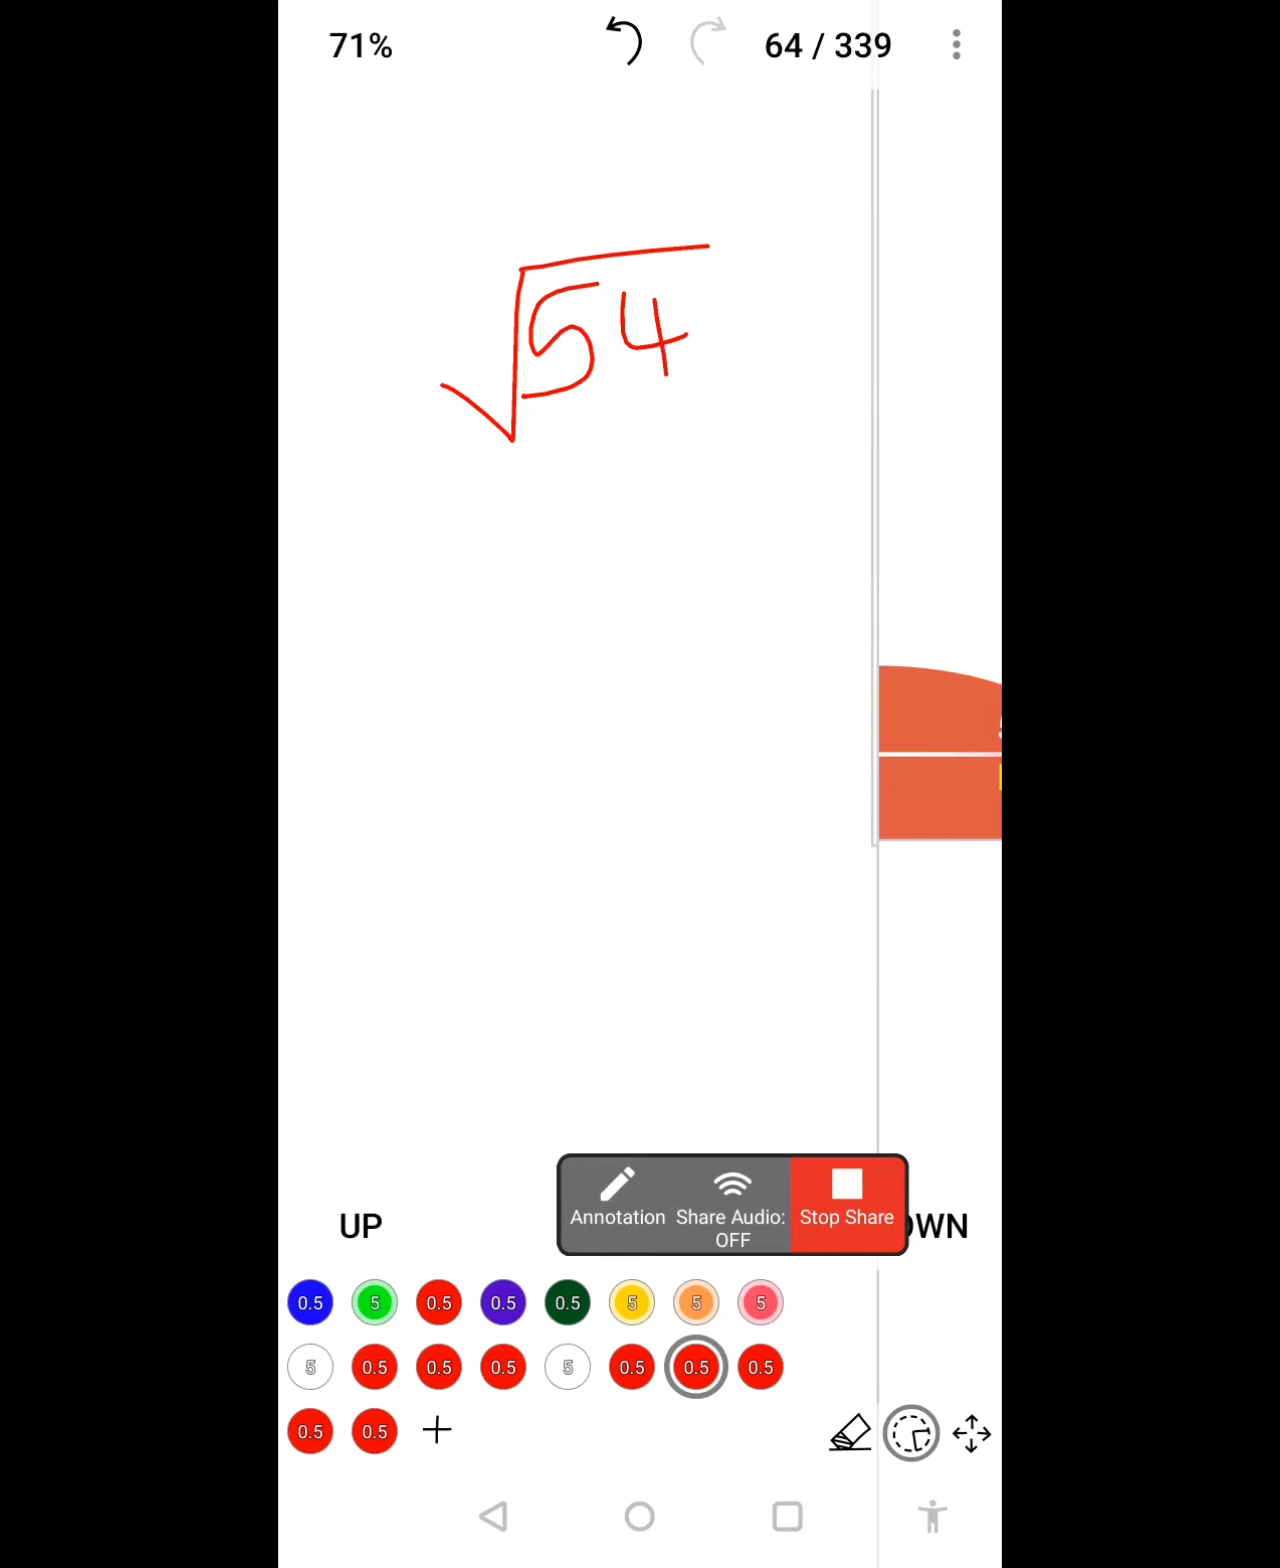 71% 64 / 339
√54
Annotation Share Audio: OFF Stop Share
UP OWN
0.5 5 0.5 0.5 0.5 5 5 5
5 0.5 0.5 0.5 5 0.5 0.5 0.5
0.5 0.5 +